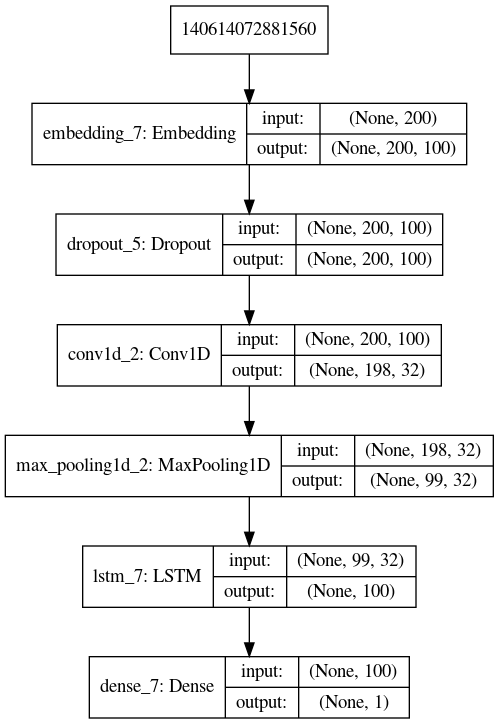 140614072881560
embedding_7: Embedding
input:
(None, 200)
output:
(None, 200, 100)
dropout_5: Dropout
input:
(None, 200, 100)
output:
(None, 200, 100)
conv1d_2: Conv1D
input:
(None, 200, 100)
output:
(None, 198, 32)
max_pooling1d_2: MaxPooling1D
input:
(None, 198, 32)
output:
(None, 99, 32)
lstm_7: LSTM
input:
(None, 99, 32)
output:
(None, 100)
dense_7: Dense
input:
(None, 100)
output:
(None, 1)